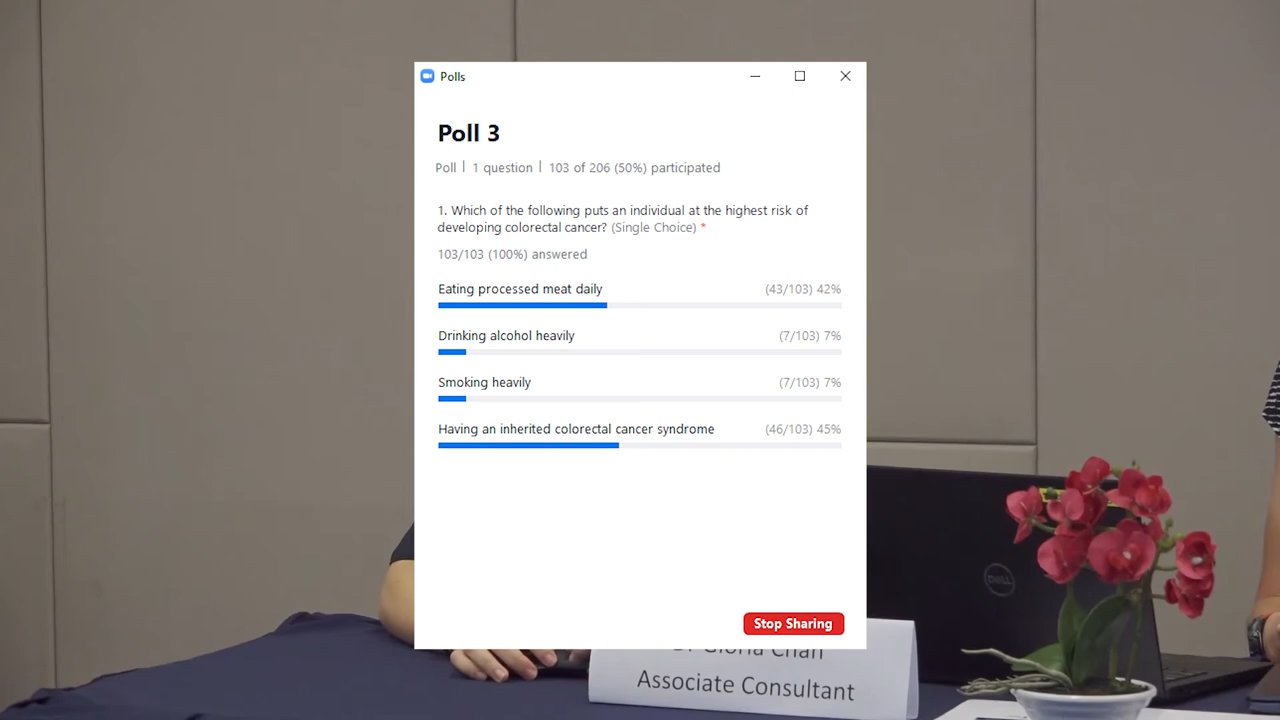 Polls
Poll 3
Poll | 1 question | 103 of 206 (50%) participated
1. Which of the following puts an individual at the highest risk of
developing colorectal cancer? (Single Choice) *
103/103 (100%) answered
Eating processed meat daily (43/103) 42%
Drinking alcohol heavily (7/103) 7%
Smoking heavily (7/103) 7%
Having an inherited colorectal cancer syndrome (46/103) 45%
Stop Sharing
Dr Gloria Chan
Associate Consultant
DELL